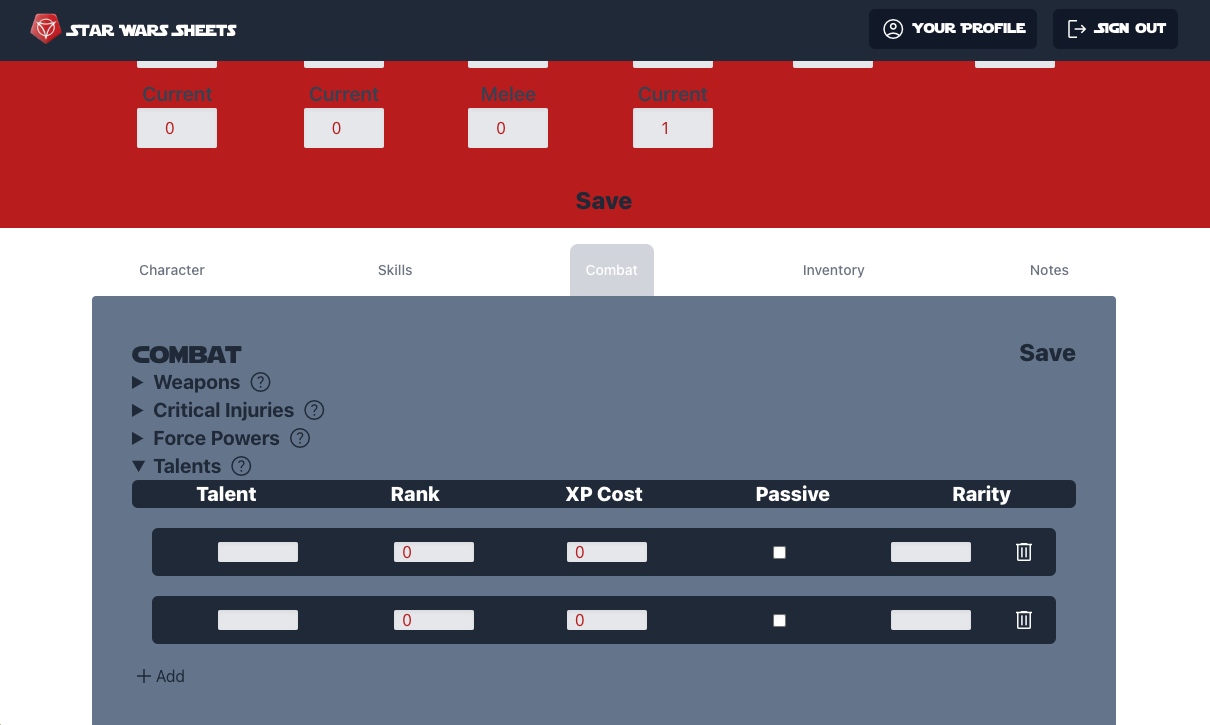 STAR WARS SHEETS
YOUR PROFILE
SIGN OUT
Current Current Melee Current
0 0 0 1
Save
Character Skills Combat Inventory Notes
COMBAT
Save
Weapons ?
Critical Injuries ?
Force Powers ?
Talents ?
Talent Rank XP Cost Passive Rarity
0 0
0 0
+ Add